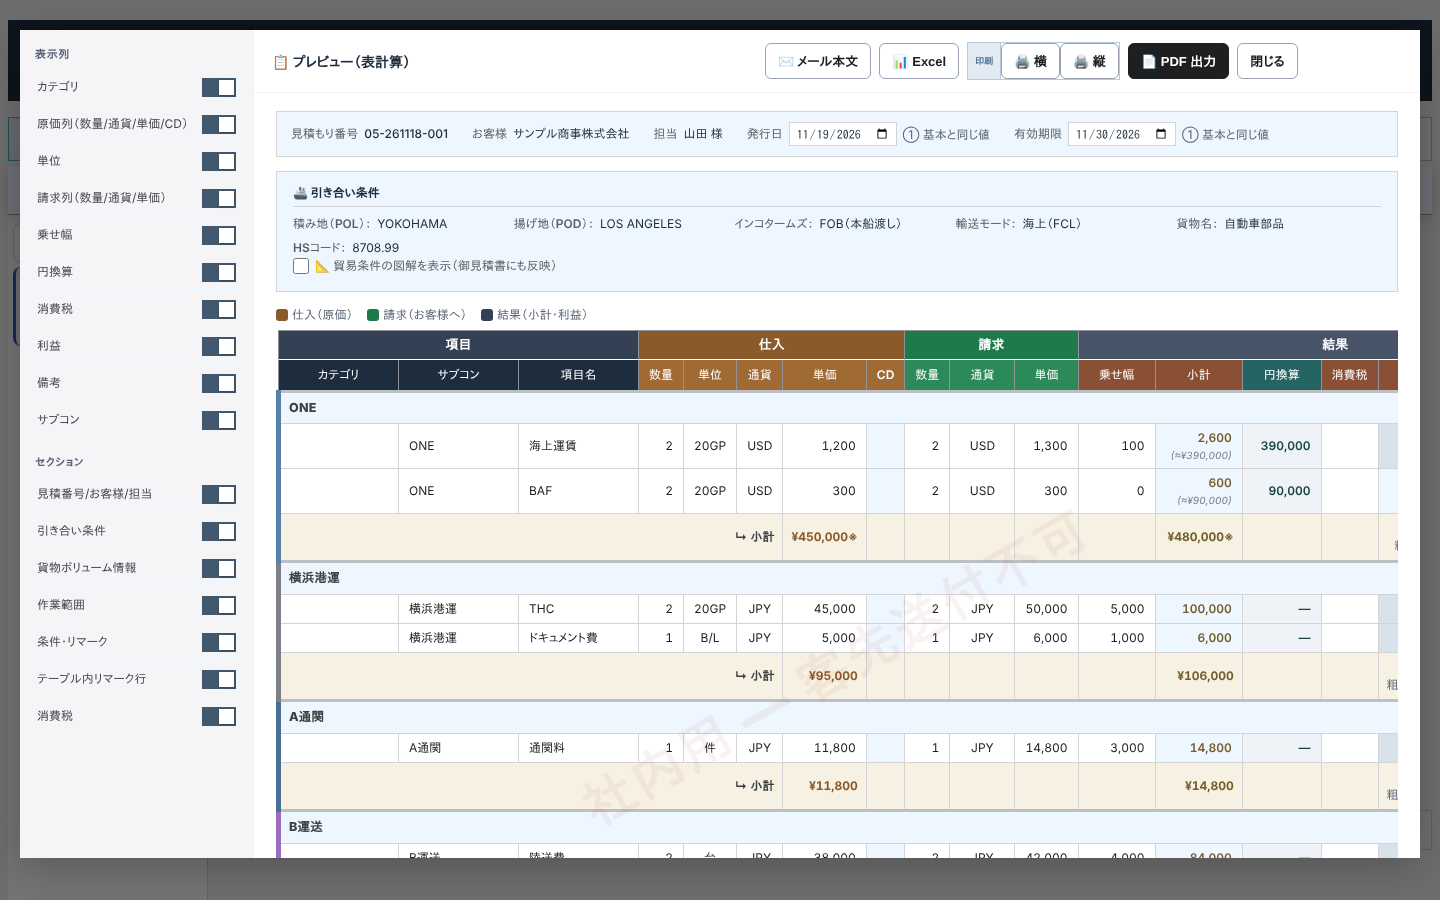 表示列
カテゴリ
原価列(数量/通貨/単価/CD)
単位
請求列(数量/通貨/単価)
乗せ幅
円換算
消費税
利益
備考
サブコン
セクション
見積番号/お客様/担当
引き合い条件
貨物ボリューム情報
作業範囲
条件・リマーク
テーブル内リマーク行
消費税
📋 プレビュー(表計算)
✉️ メール本文 📊 Excel 印刷 🖨️ 横 🖨️ 縦 📄 PDF 出力 閉じる
見積もり番号 05-261118-001 お客様 サンプル商事株式会社 担当 山田 様 発行日 11/19/2026 ① 基本と同じ値 有効期限 11/30/2026 ① 基本と同じ値
🚢 引き合い条件
積み地(POL): YOKOHAMA 揚げ地(POD): LOS ANGELES インコタームズ: FOB(本船渡し) 輸送モード: 海上(FCL) 貨物名: 自動車部品
HSコード: 8708.99
📐 貿易条件の図解を表示(御見積書にも反映)
仕入(原価) 請求(お客様へ) 結果(小計・利益)
項目 仕入 請求 結果
カテゴリ サブコン 項目名 数量 単位 通貨 単価 CD 数量 通貨 単価 乗せ幅 小計 円換算 消費税
ONE
ONE 海上運賃 2 20GP USD 1,200 2 USD 1,300 100 2,600 390,000
(≈¥390,000)
ONE BAF 2 20GP USD 300 2 USD 300 0 600 90,000
(≈¥90,000)
↳ 小計 ¥450,000※ ¥480,000※
横浜港運
横浜港運 THC 2 20GP JPY 45,000 2 JPY 50,000 5,000 100,000 —
横浜港運 ドキュメント費 1 B/L JPY 5,000 1 JPY 6,000 1,000 6,000 —
↳ 小計 ¥95,000 ¥106,000
粗
A通関
A通関 通関料 1 件 JPY 11,800 1 JPY 14,800 3,000 14,800 —
↳ 小計 ¥11,800 ¥14,800
粗
B運送
B運送 陸送費 2 台 JPY 38,000 2 JPY 42,000 4,000 84,000 —
社内用 — 客先送付不可